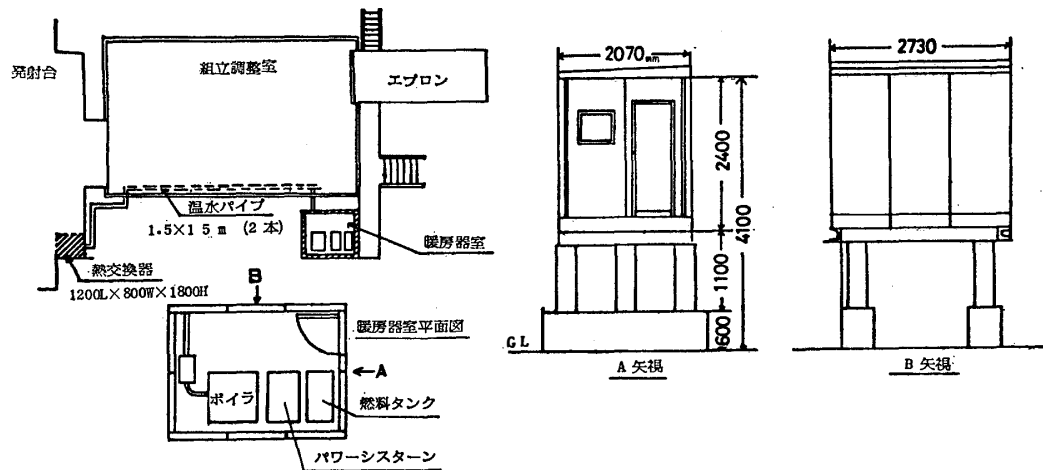 発射台
組立調整室
エプロン
温水パイプ
1.5×15m (2本)
暖房器室
熱交換器
1200L×800W×1800H
B
暖房器室平面図
A
ボイラ
燃料タンク
パワーシスターン
2070mm
2400
4100
1100
600
GL
A 矢視
2730
B 矢視